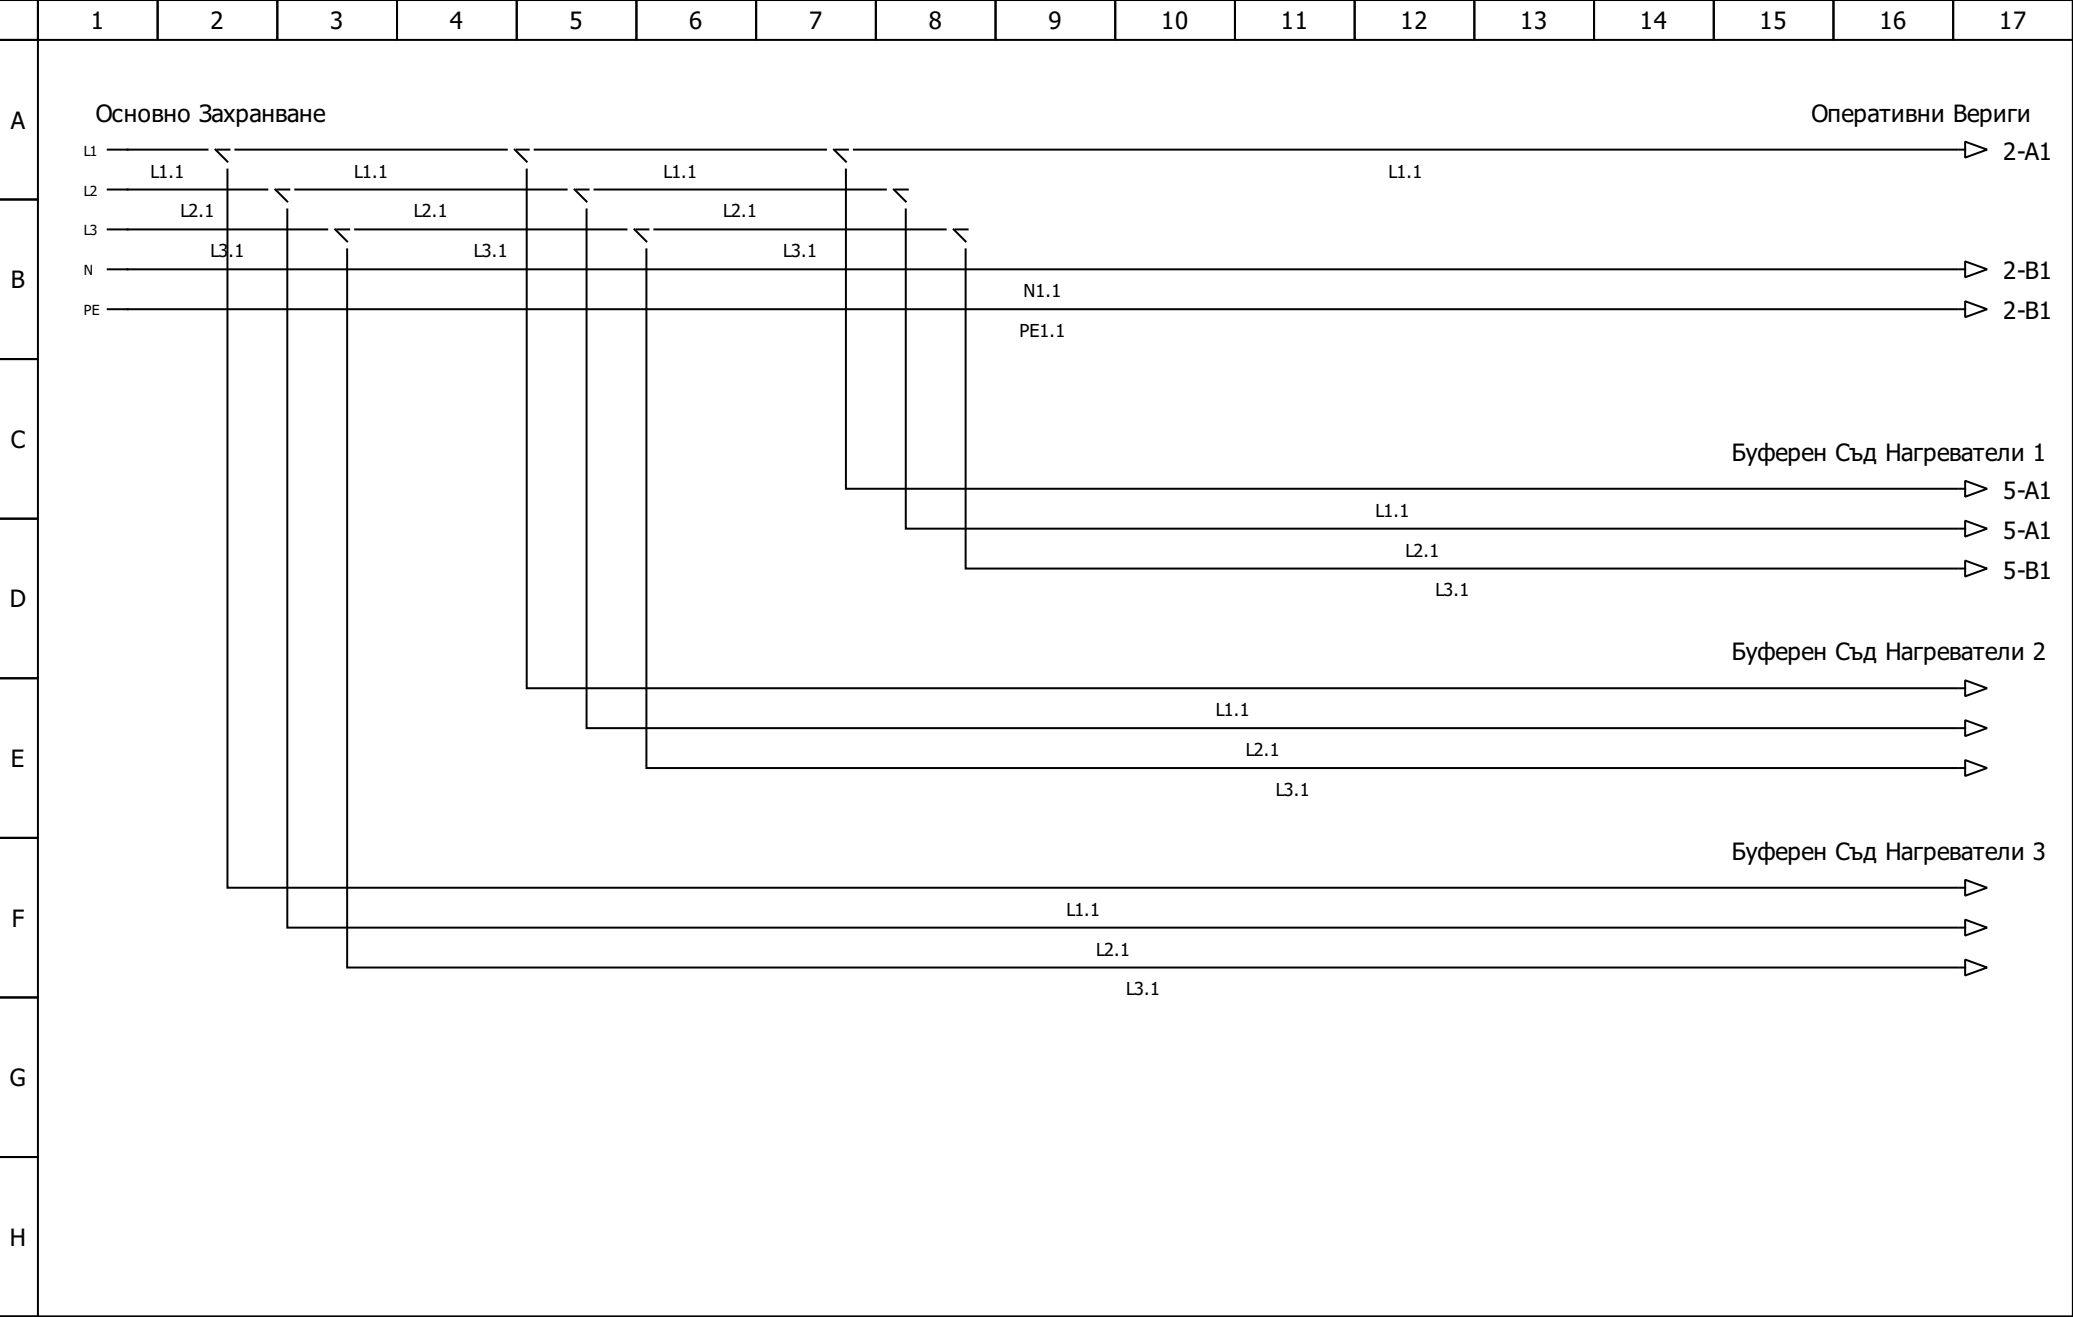 1 2 3 4 5 6 7 8 9 10 11 12 13 14 15 16 17
A
Основно Захранване Оперативни Вериги
L1 2-A1
L1.1 L1.1 L1.1 L1.1
L2
L2.1 L2.1 L2.1
L3
L3.1 L3.1 L3.1
B
N 2-B1
N1.1
PE 2-B1
PE1.1
C
Буферен Съд Нагреватели 1
5-A1
L1.1
5-A1
L2.1
5-B1
L3.1
D
Буферен Съд Нагреватели 2
L1.1
L2.1
E
L3.1
Буферен Съд Нагреватели 3
L1.1
F
L2.1
L3.1
G
H